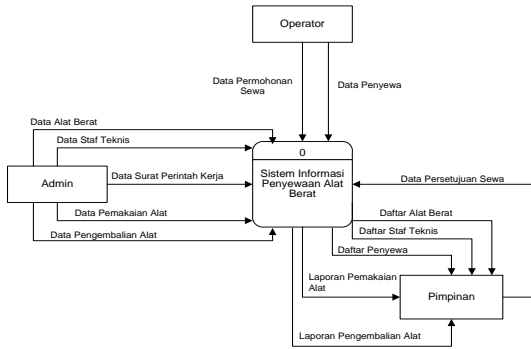 Operator
Data Permohonan
Sewa
Data Penyewa
Data Alat Berat
Data Staf Teknis
0
Sistem Informasi
Penyewaan Alat
Berat
Admin
Data Surat Perintah Kerja
Data Persetujuan Sewa
Data Pemakaian Alat
Data Pengembalian Alat
Daftar Alat Berat
Daftar Staf Teknis
Daftar Penyewa
Laporan Pemakaian
Alat
Pimpinan
Laporan Pengembalian Alat